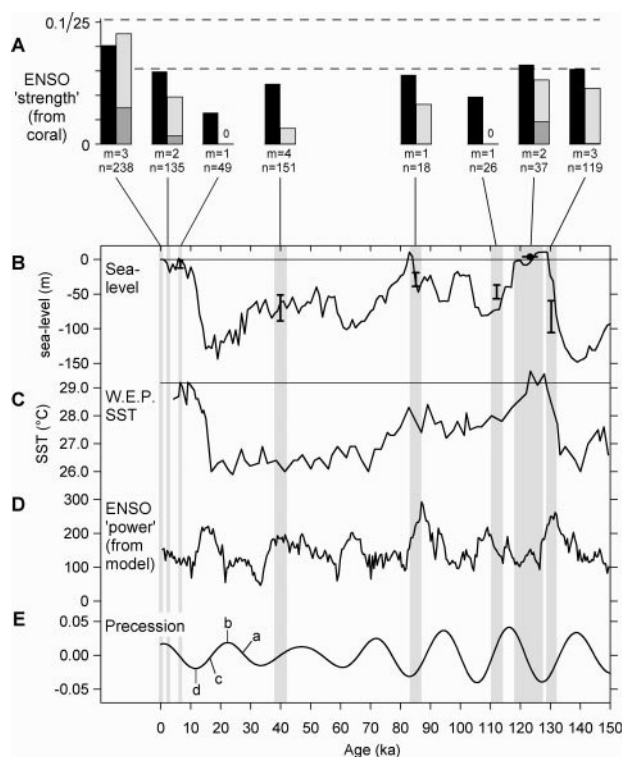 A
0.1/25
ENSO
'strength'
(from
coral)
0
0
0
m=3
n=238
m=2
n=135
m=1
n=49
m=4
n=151
m=1
n=18
m=1
n=26
m=2
n=37
m=3
n=119
B
Sea-
level
sea-level (m)
0
-50
-100
-150
C
W.E.P.
SST
SST (°C)
29.0
28.0
27.0
26.0
D
ENSO
'power'
(from
model)
300
200
100
0
E
Precession
0.05
0.00
-0.05
b
a
c
d
0 10 20 30 40 50 60 70 80 90 100 110 120 130 140 150
Age (ka)